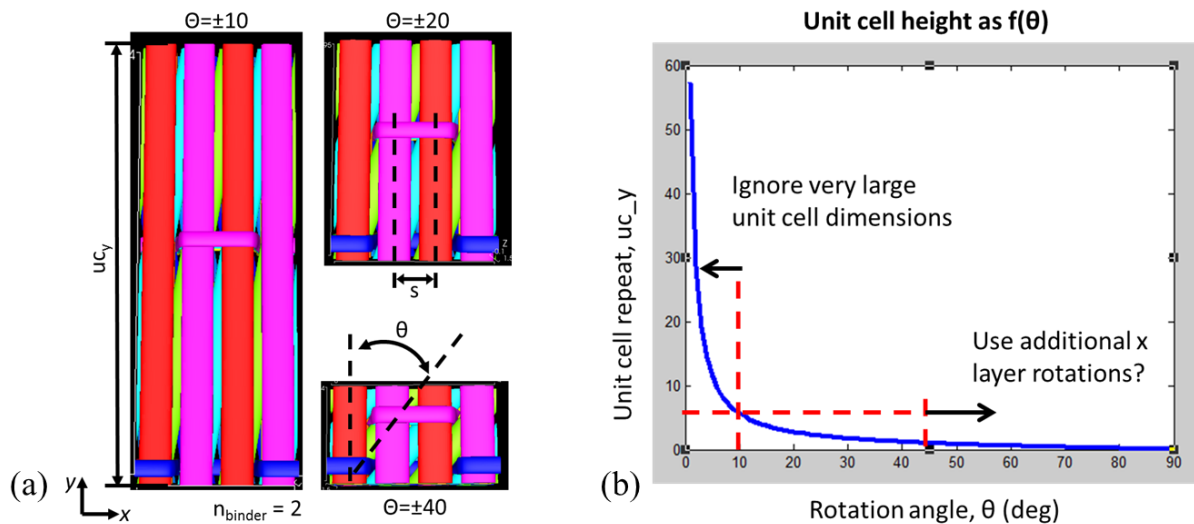 Θ=±10
Θ=±20
uc_y
s
θ
Z
y
x
n_binder = 2
Θ=±40
(a)
Unit cell height as f(θ)
Unit cell repeat, uc_y
60
50
40
30
20
10
0
Ignore very large
unit cell dimensions
Use additional x
layer rotations?
0 10 20 30 40 50 60 70 80 90
Rotation angle, θ (deg)
(b)